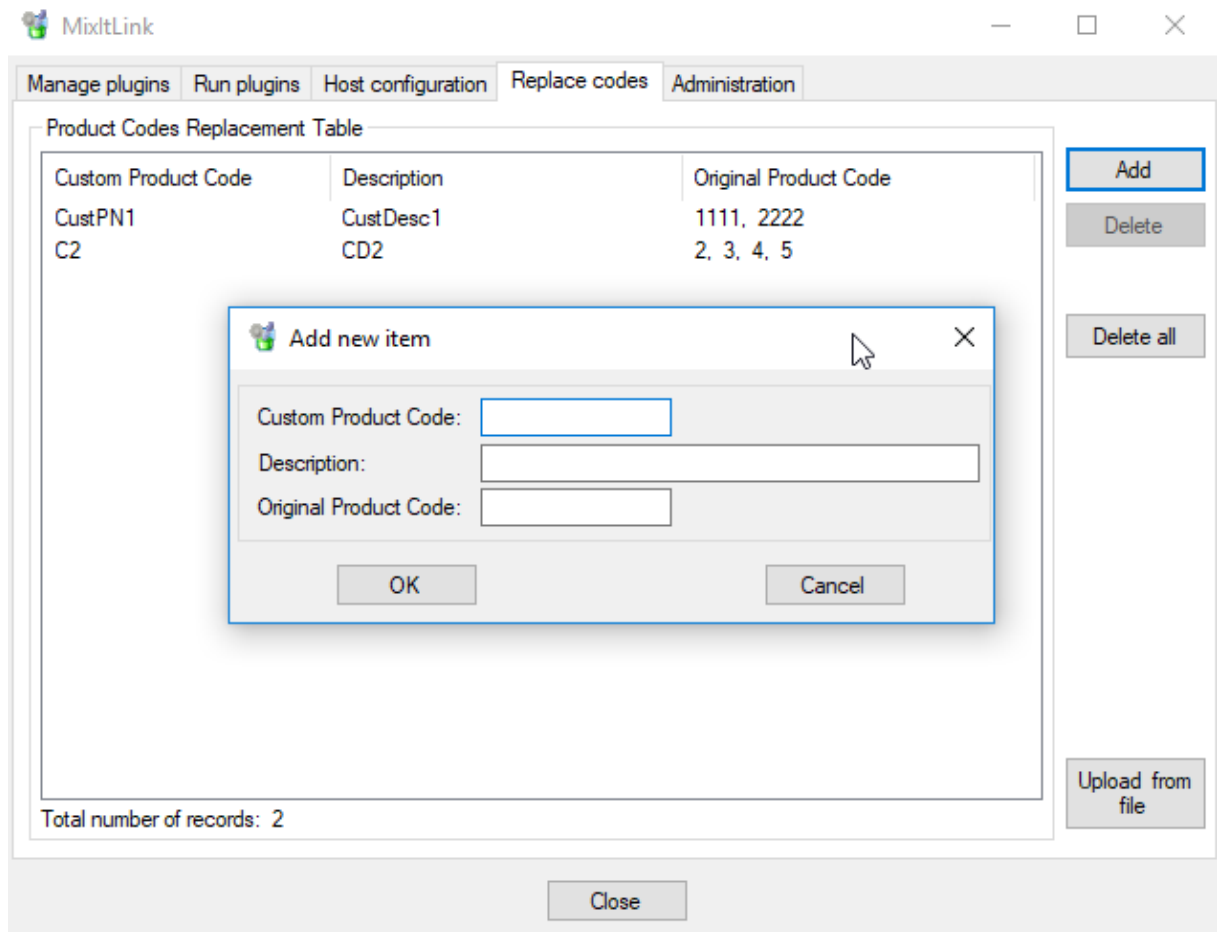 MixItLink
Manage plugins Run plugins Host configuration Replace codes Administration
Product Codes Replacement Table
Custom Product Code Description Original Product Code
CustPN1 CustDesc1 1111, 2222
C2 CD2 2, 3, 4, 5
Add
Delete
Delete all
Add new item
Custom Product Code:
Description:
Original Product Code:
OK Cancel
Upload from
file
Total number of records: 2
Close